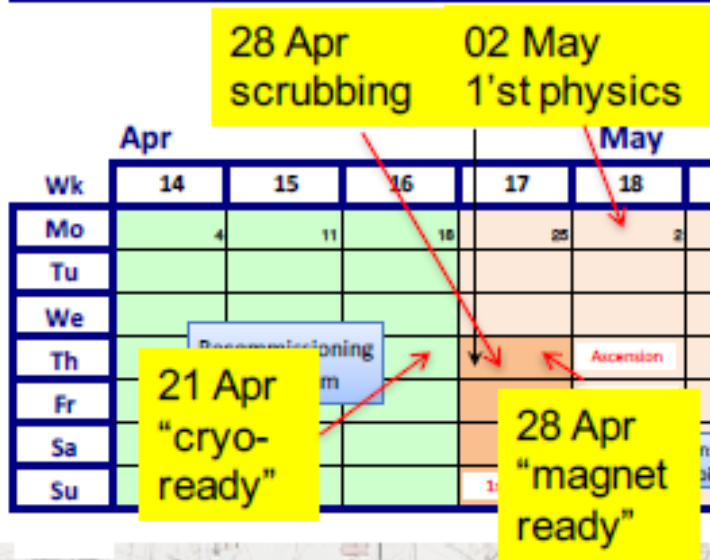 28 Apr
scrubbing
02 May
1'st physics
Apr
May
Wk 14 15 16 17 18
Mo 4 11 18 25 2
Tu
We
Th
Ascension
Fr
Sa
Su
21 Apr
"cryo-
ready"
28 Apr
"magnet
ready"